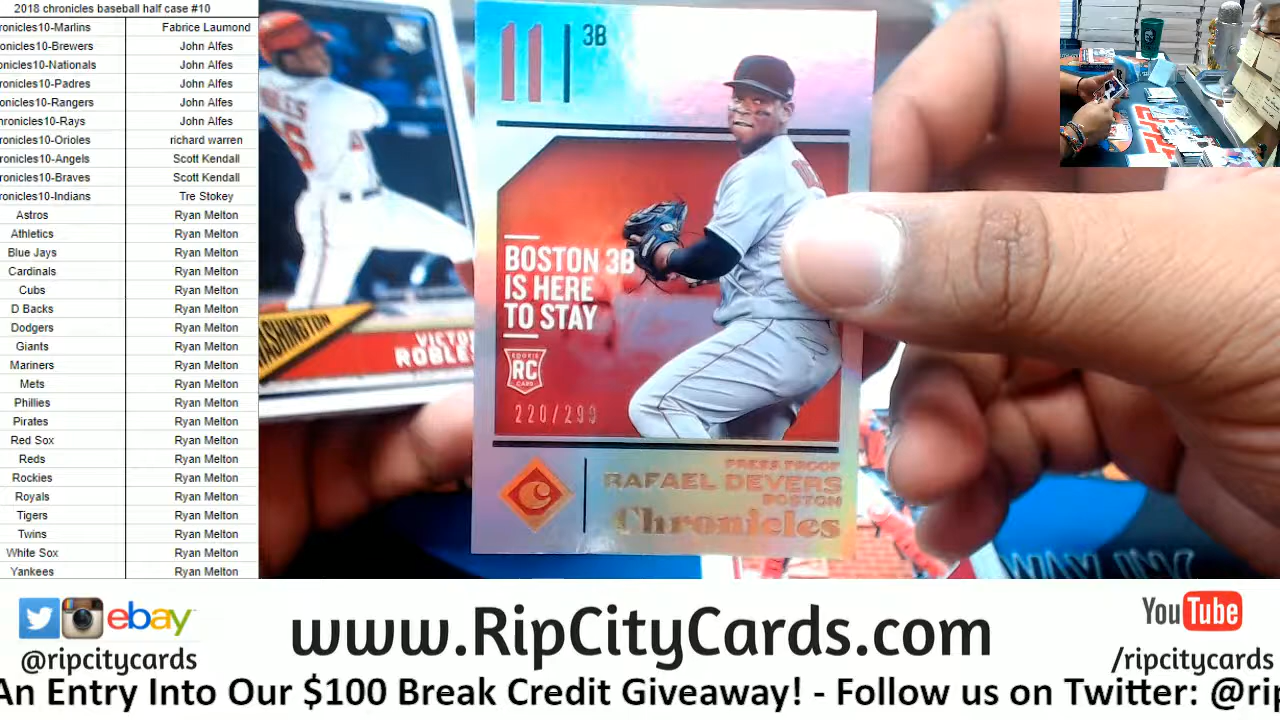 2018 chronicles baseball half case #10
ronicles10-Marlins Fabrice Laumond
onicles10-Brewers John Alfes
onicles10-Nationals John Alfes
ronicles10-Padres John Alfes
ronicles10-Rangers John Alfes
hronicles10-Rays John Alfes
ronicles10-Orioles richard warren
ronicles10-Angels Scott Kendall
ronicles10-Braves Scott Kendall
ronicles10-Indians Tre Stokey
Astros Ryan Melton
Athletics Ryan Melton
Blue Jays Ryan Melton
Cardinals Ryan Melton
Cubs Ryan Melton
D Backs Ryan Melton
Dodgers Ryan Melton
Giants Ryan Melton
Mariners Ryan Melton
Mets Ryan Melton
Phillies Ryan Melton
Pirates Ryan Melton
Red Sox Ryan Melton
Reds Ryan Melton
Rockies Ryan Melton
Royals Ryan Melton
Tigers Ryan Melton
Twins Ryan Melton
White Sox Ryan Melton
Yankees Ryan Melton
WASHINGTON
VICTO
ROBLE
11 3B
BOSTON 3B
IS HERE
TO STAY
ROOKIE
RC
CARD
220/299
PRESS PROOF
RAFAEL DEVERS
BOSTON
C
Chronicles
ebay
@ripcitycards
www.RipCityCards.com
YouTube
/ripcitycards
An Entry Into Our $100 Break Credit Giveaway! - Follow us on Twitter: @rip